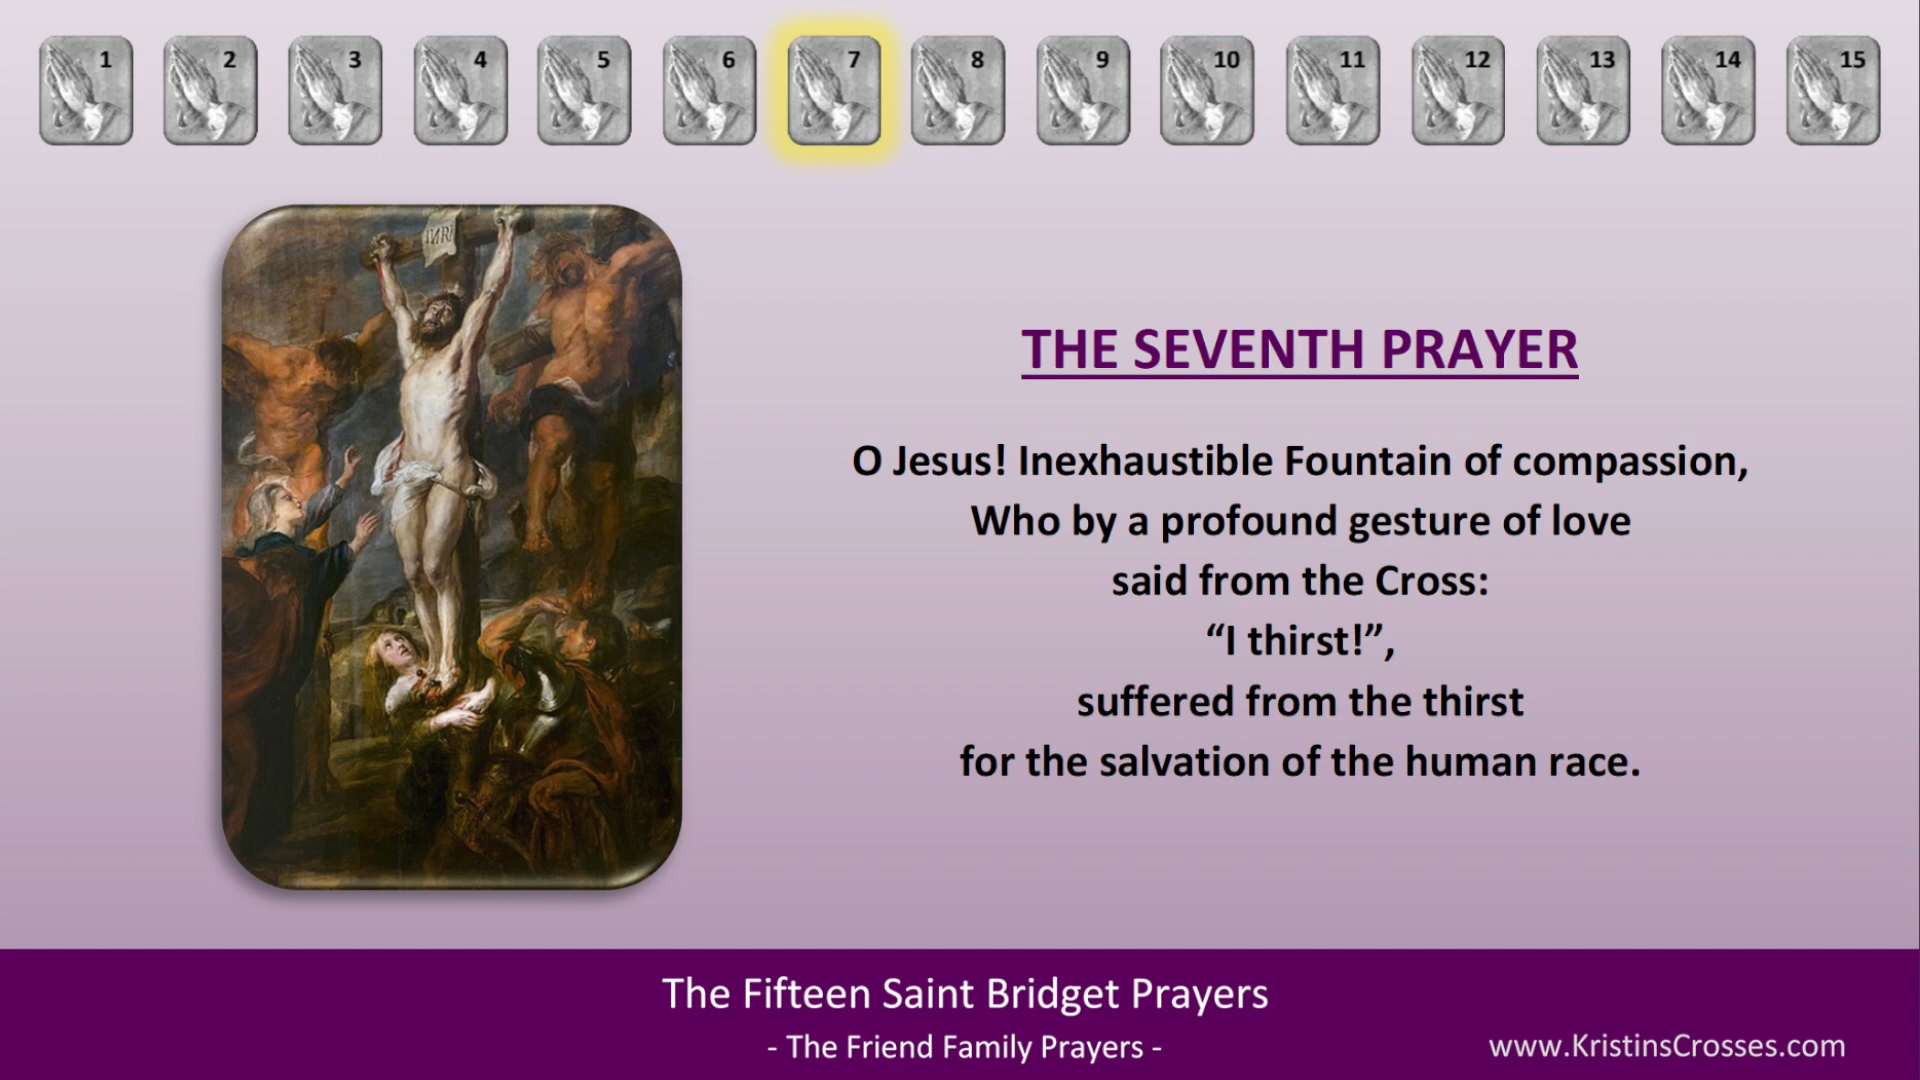 1 2 3 4 5 6 7 8 9 10 11 12 13 14 15
INRI
THE SEVENTH PRAYER
O Jesus! Inexhaustible Fountain of compassion,
Who by a profound gesture of love
said from the Cross:
“I thirst!”,
suffered from the thirst
for the salvation of the human race.
The Fifteen Saint Bridget Prayers
- The Friend Family Prayers -
www.KristinsCrosses.com